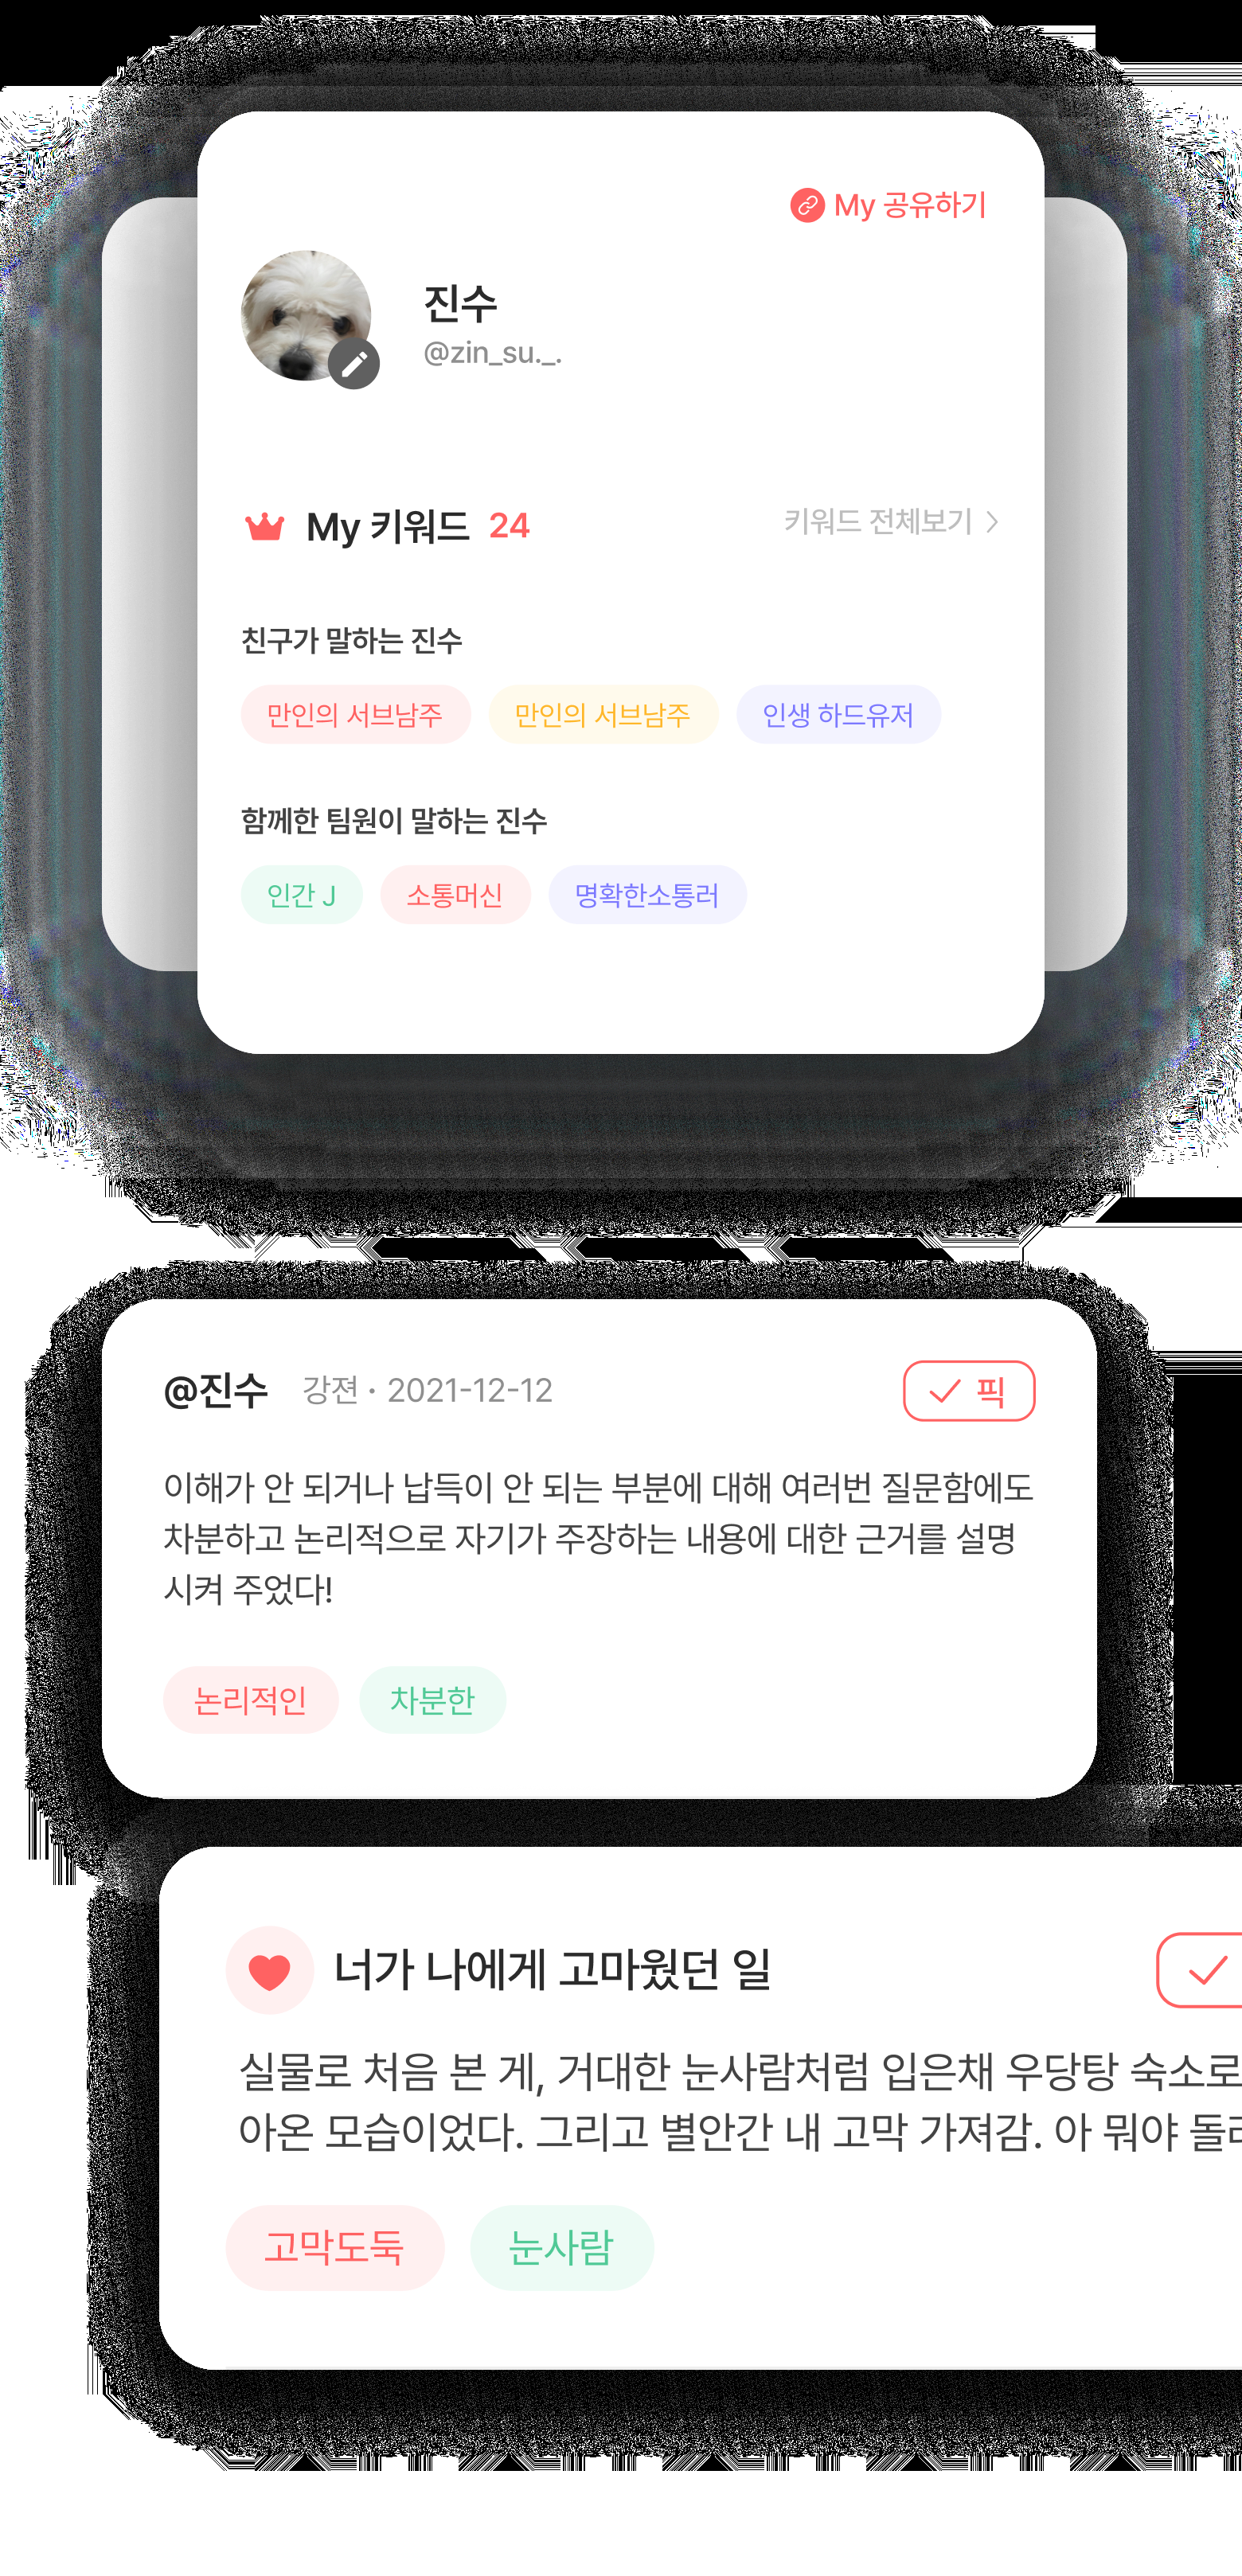 My 공유하기
진수
@zin_su._.
My 키워드 24
키워드 전체보기
친구가 말하는 진수
만인의 서브남주 만인의 서브남주 인생 하드유저
함께한 팀원이 말하는 진수
인간 J 소통머신 명확한소통러
@진수 강젼 · 2021-12-12
픽
이해가 안 되거나 납득이 안 되는 부분에 대해 여러번 질문함에도
차분하고 논리적으로 자기가 주장하는 내용에 대한 근거를 설명
시켜 주었다!
논리적인 차분한
너가 나에게 고마웠던 일
실물로 처음 본 게, 거대한 눈사람처럼 입은채 우당탕 숙소로
아온 모습이었다. 그리고 별안간 내 고막 가져감. 아 뭐야 돌
고막도둑 눈사람